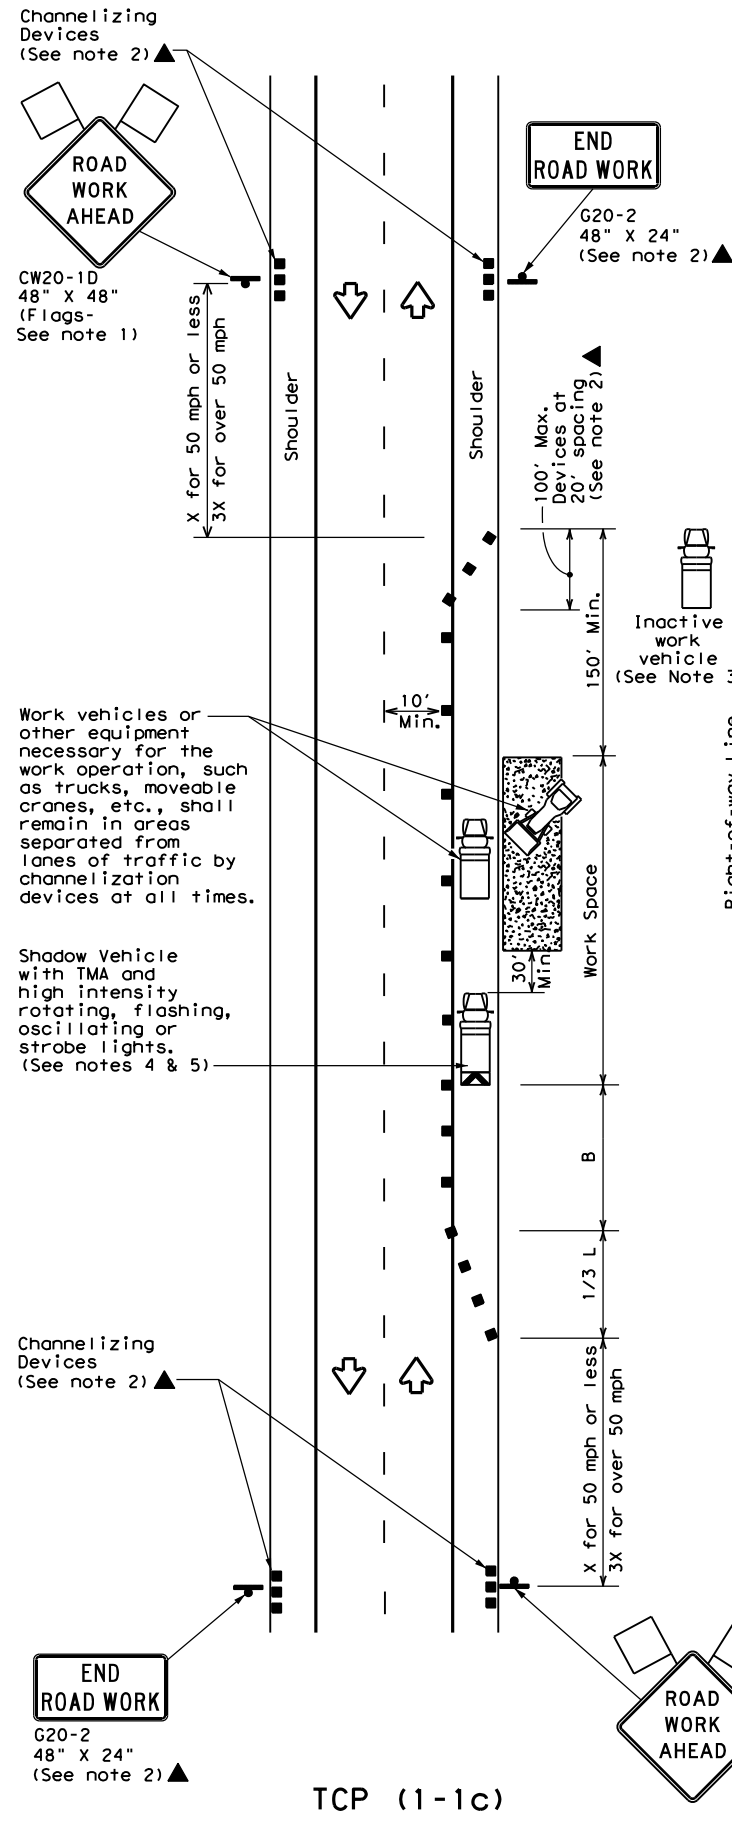 Channelizing
Devices
(See note 2)
ROAD
WORK
AHEAD
CW20-1D
48" X 48"
(Flags-
See note 1)
END
ROAD WORK
G20-2
48" X 24"
(See note 2)
X for 50 mph or less
3X for over 50 mph
Shoulder
Shoulder
100' Max.
Devices at
20' spacing
(See note 2)
150' Min.
Inactive
work
vehicle
(See Note 3
Right-of-way Line
10'
Min.
Work vehicles or
other equipment
necessary for the
work operation, such
as trucks, moveable
cranes, etc., shall
remain in areas
separated from
lanes of traffic by
channelization
devices at all times.
Work Space
30'
Min.
Shadow Vehicle
with TMA and
high intensity
rotating, flashing,
oscillating or
strobe lights.
(See notes 4 & 5)
B
1/3 L
Channelizing
Devices
(See note 2)
X for 50 mph or less
3X for over 50 mph
END
ROAD WORK
G20-2
48" X 24"
(See note 2)
ROAD
WORK
AHEAD
TCP (1-1c)